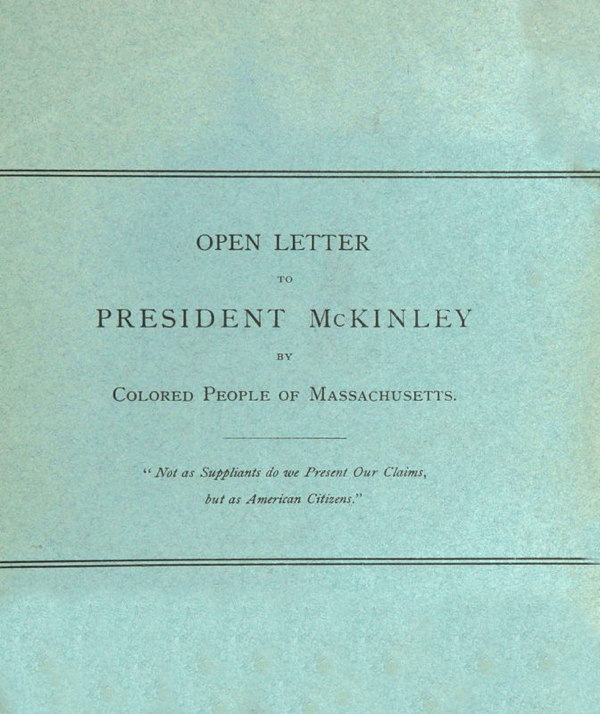 OPEN LETTER
TO
PRESIDENT McKINLEY
BY
COLORED PEOPLE OF MASSACHUSETTS.
“ Not as Suppliants do we Present Our Claims,
but as American Citizens.”